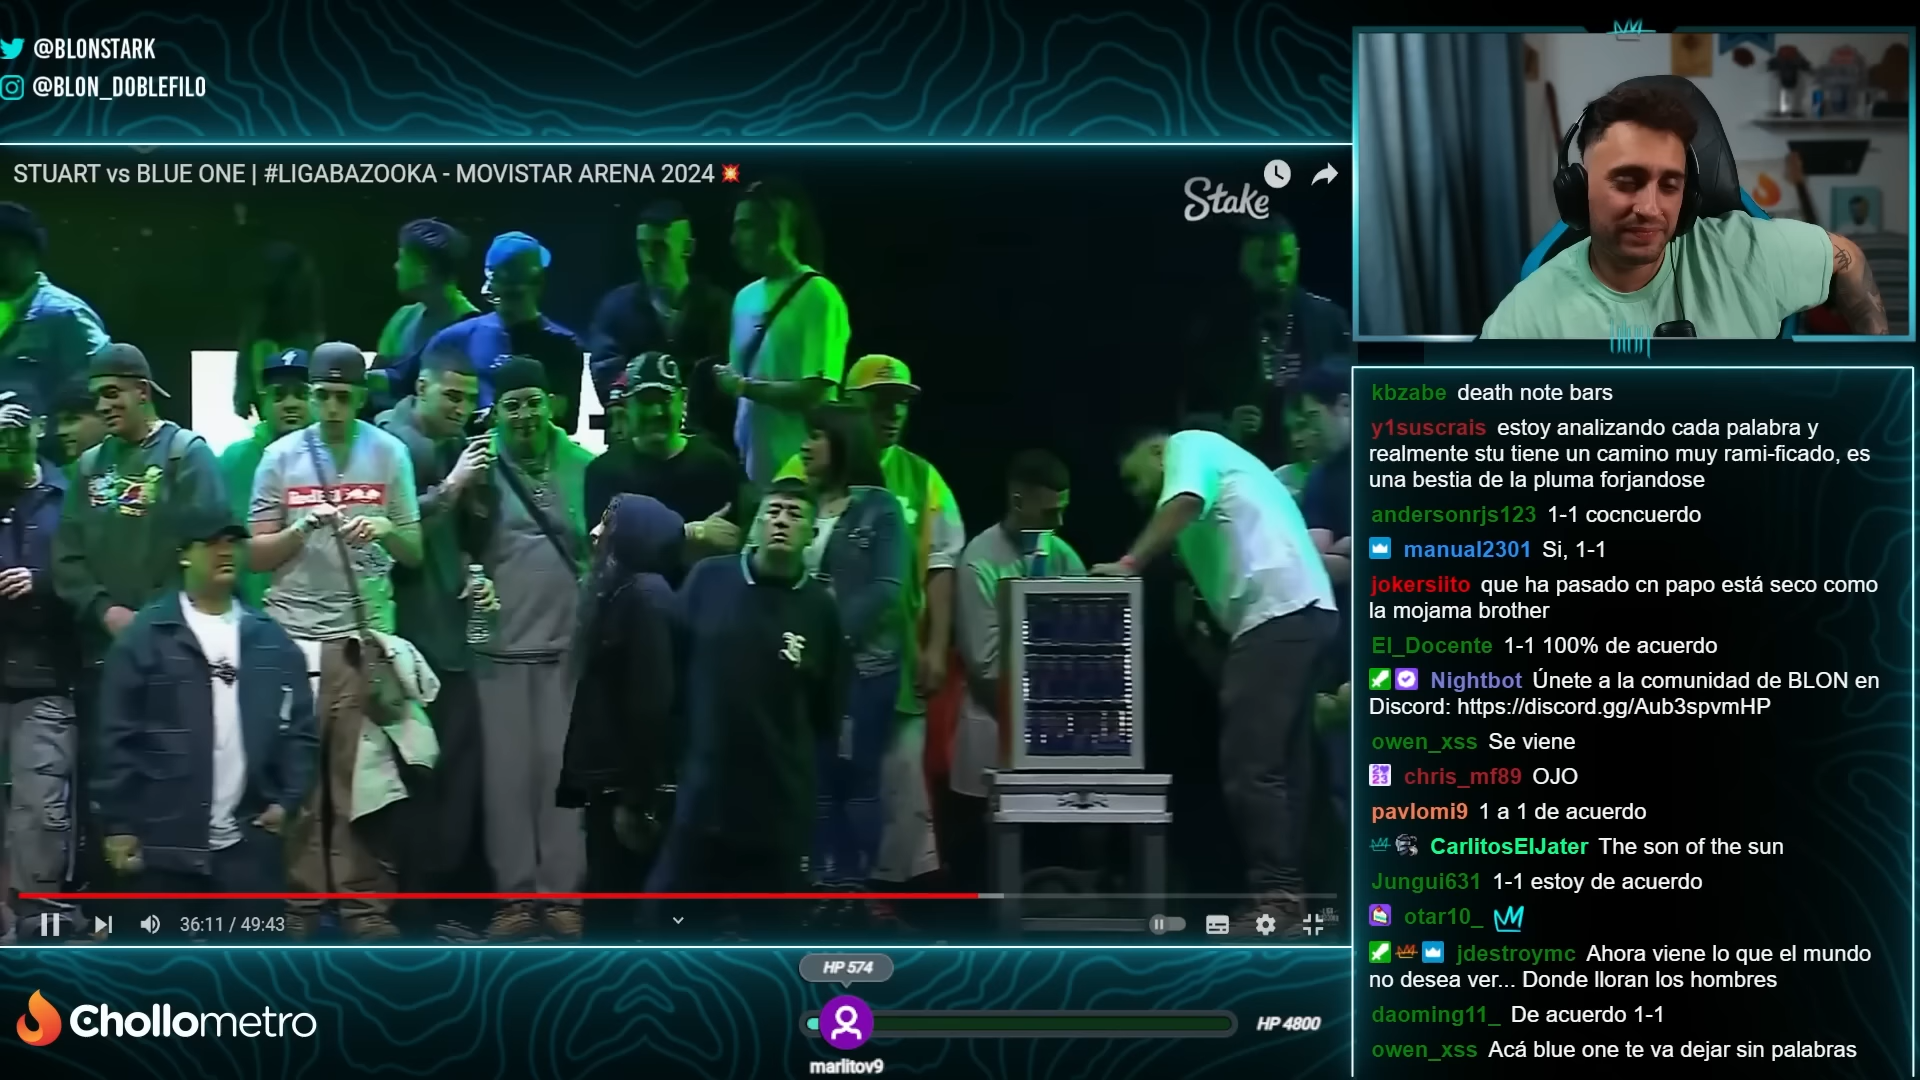 @BLONSTARK
@BLON_DOBLEFILO
STUART vs BLUE ONE | #LIGABAZOOKA - MOVISTAR ARENA 2024 💥
Stake
36:11 / 49:43
Chollometro
HP 574
HP 4800
marlitov9
kbzabe death note bars
y1suscrais estoy analizando cada palabra y
realmente stu tiene un camino muy rami-ficado, es
una bestia de la pluma forjandose
andersonrjs123 1-1 cocncuerdo
manual2301 Si, 1-1
jokersiito que ha pasado cn papo está seco como
la mojama brother
El_Docente 1-1 100% de acuerdo
Nightbot Únete a la comunidad de BLON en
Discord: https://discord.gg/Aub3spvmHP
owen_xss Se viene
chris_mf89 OJO
pavlomi9 1 a 1 de acuerdo
CarlitosElJater The son of the sun
Jungui631 1-1 estoy de acuerdo
otar10_
jdestroymc Ahora viene lo que el mundo
no desea ver... Donde lloran los hombres
daoming11_ De acuerdo 1-1
owen_xss Acá blue one te va dejar sin palabras